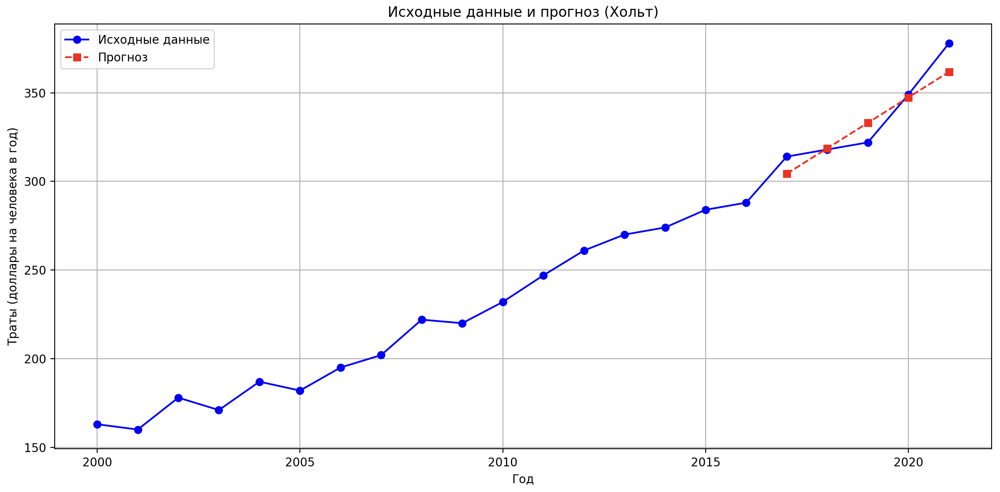 Исходные данные и прогноз (Хольт)
Исходные данные
Прогноз
Траты (доллары на человека в год)
350
300
250
200
150
2000 2005 2010 2015 2020
Год